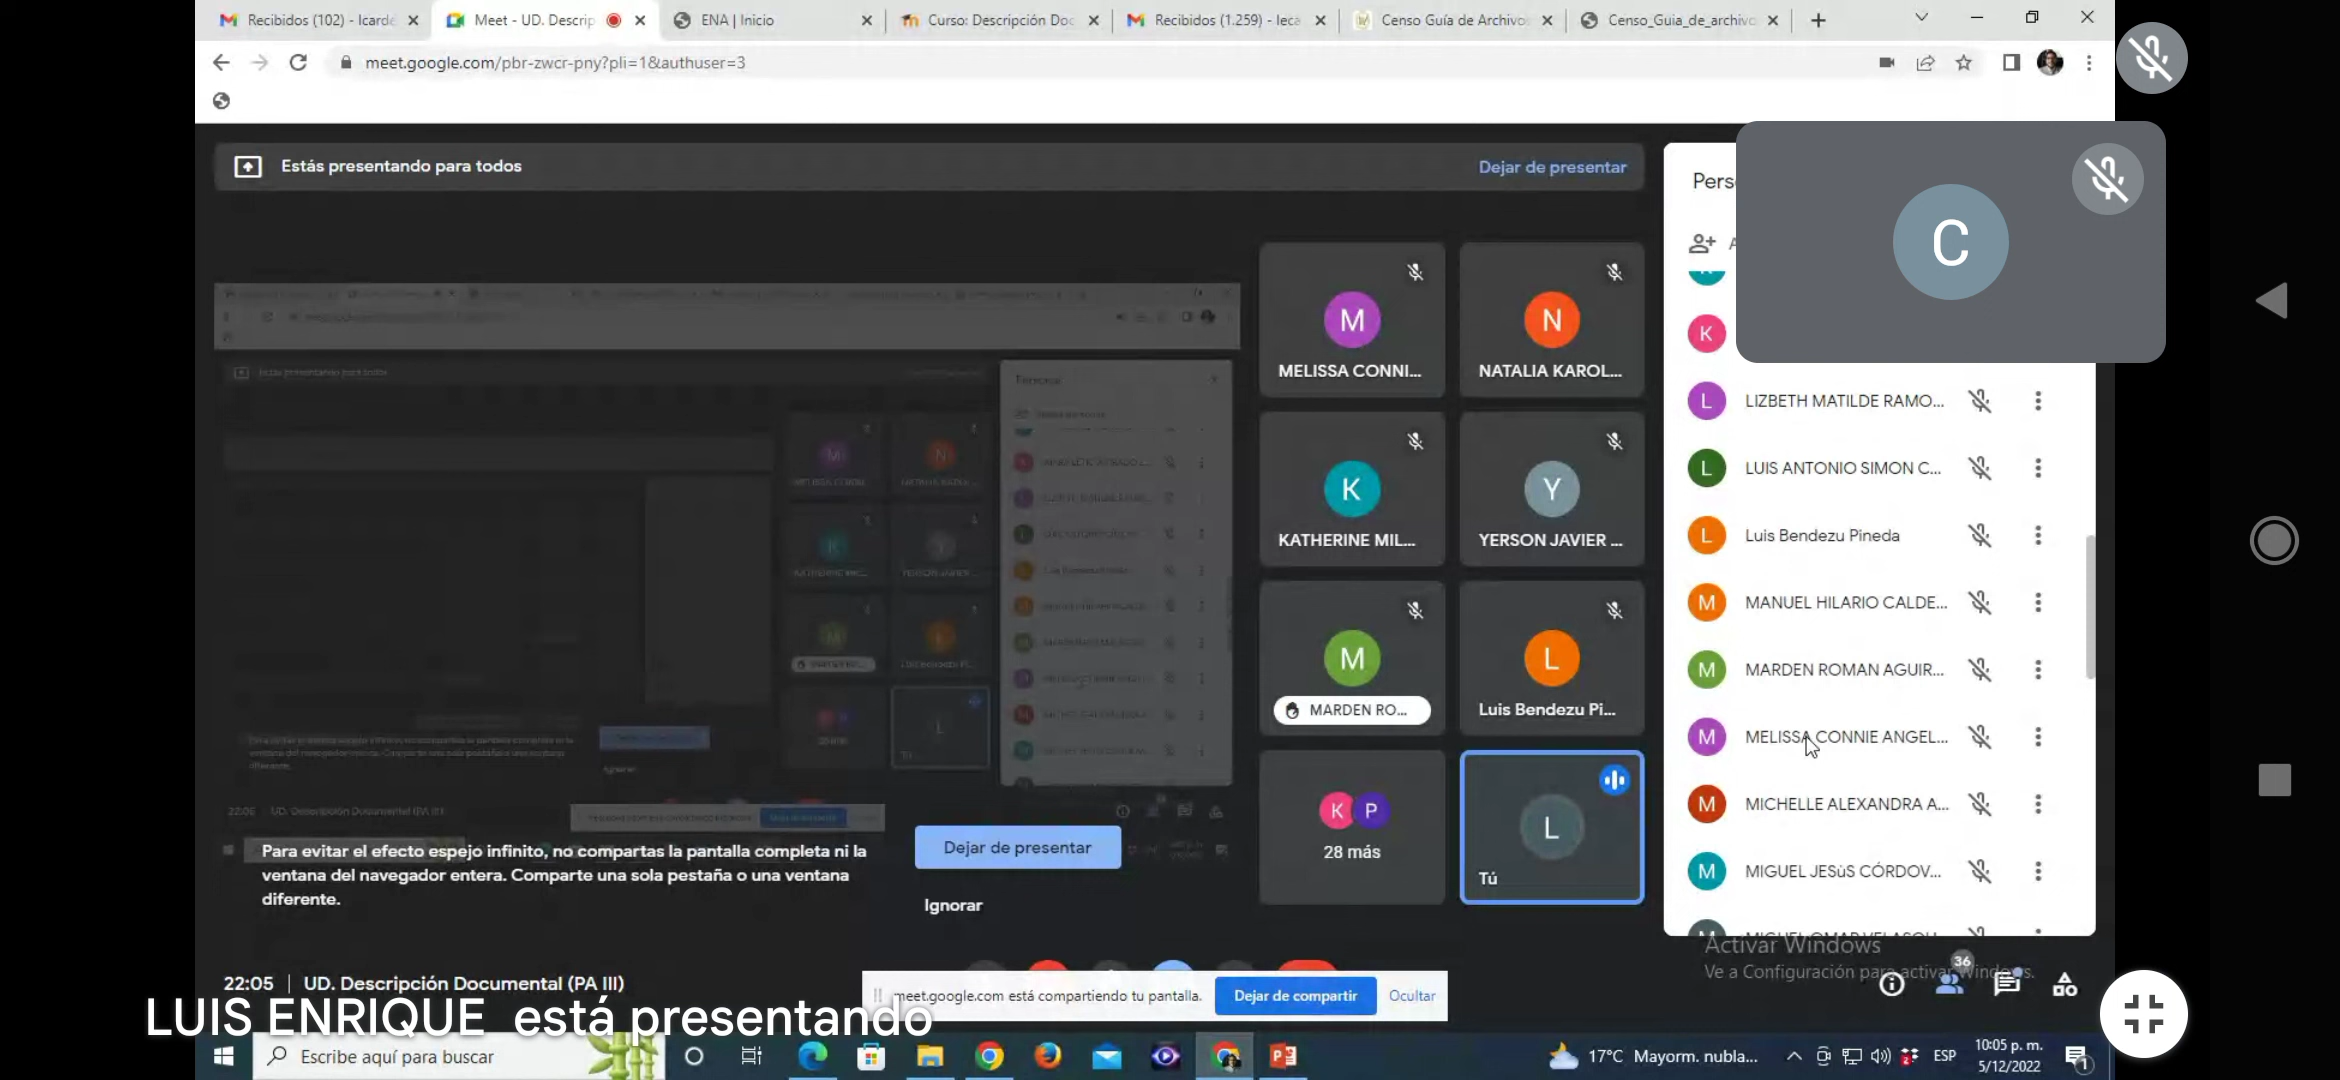 Recibidos (102) - lcarde
Meet - UD. Descrip
ENA | Inicio
Curso: Descripción Doc
Recibidos (1.259) - leca
Censo Guía de Archivo
Censo_Guia_de_archivo
meet.google.com/pbr-zwcr-pny?pli=1&authuser=3
Estás presentando para todos
Dejar de presentar
Pers
C
K
LIZBETH MATILDE RAMO...
L
LUIS ANTONIO SIMON C...
L
Luis Bendezu Pineda
L
MANUEL HILARIO CALDE...
M
MARDEN ROMAN AGUIR...
M
MELISSA CONNIE ANGEL...
M
MICHELLE ALEXANDRA A...
M
MIGUEL JESúS CÓRDOV...
M
M
MELISSA CONNI...
N
NATALIA KAROL...
K
KATHERINE MIL...
Y
YERSON JAVIER ...
M
MARDEN RO...
L
Luis Bendezu Pi...
K P
28 más
L
Tú
Para evitar el efecto espejo infinito, no compartas la pantalla completa ni la
ventana del navegador entera. Comparte una sola pestaña o una ventana
diferente.
Dejar de presentar
Ignorar
Activar Windows
Ve a Configuración para activar Windows.
36
22:05 | UD. Descripción Documental (PA III)
meet.google.com está compartiendo tu pantalla.
Dejar de compartir
Ocultar
LUIS ENRIQUE está presentando
Escribe aquí para buscar
17°C Mayorm. nubla...
ESP
10:05 p. m.
5/12/2022
1